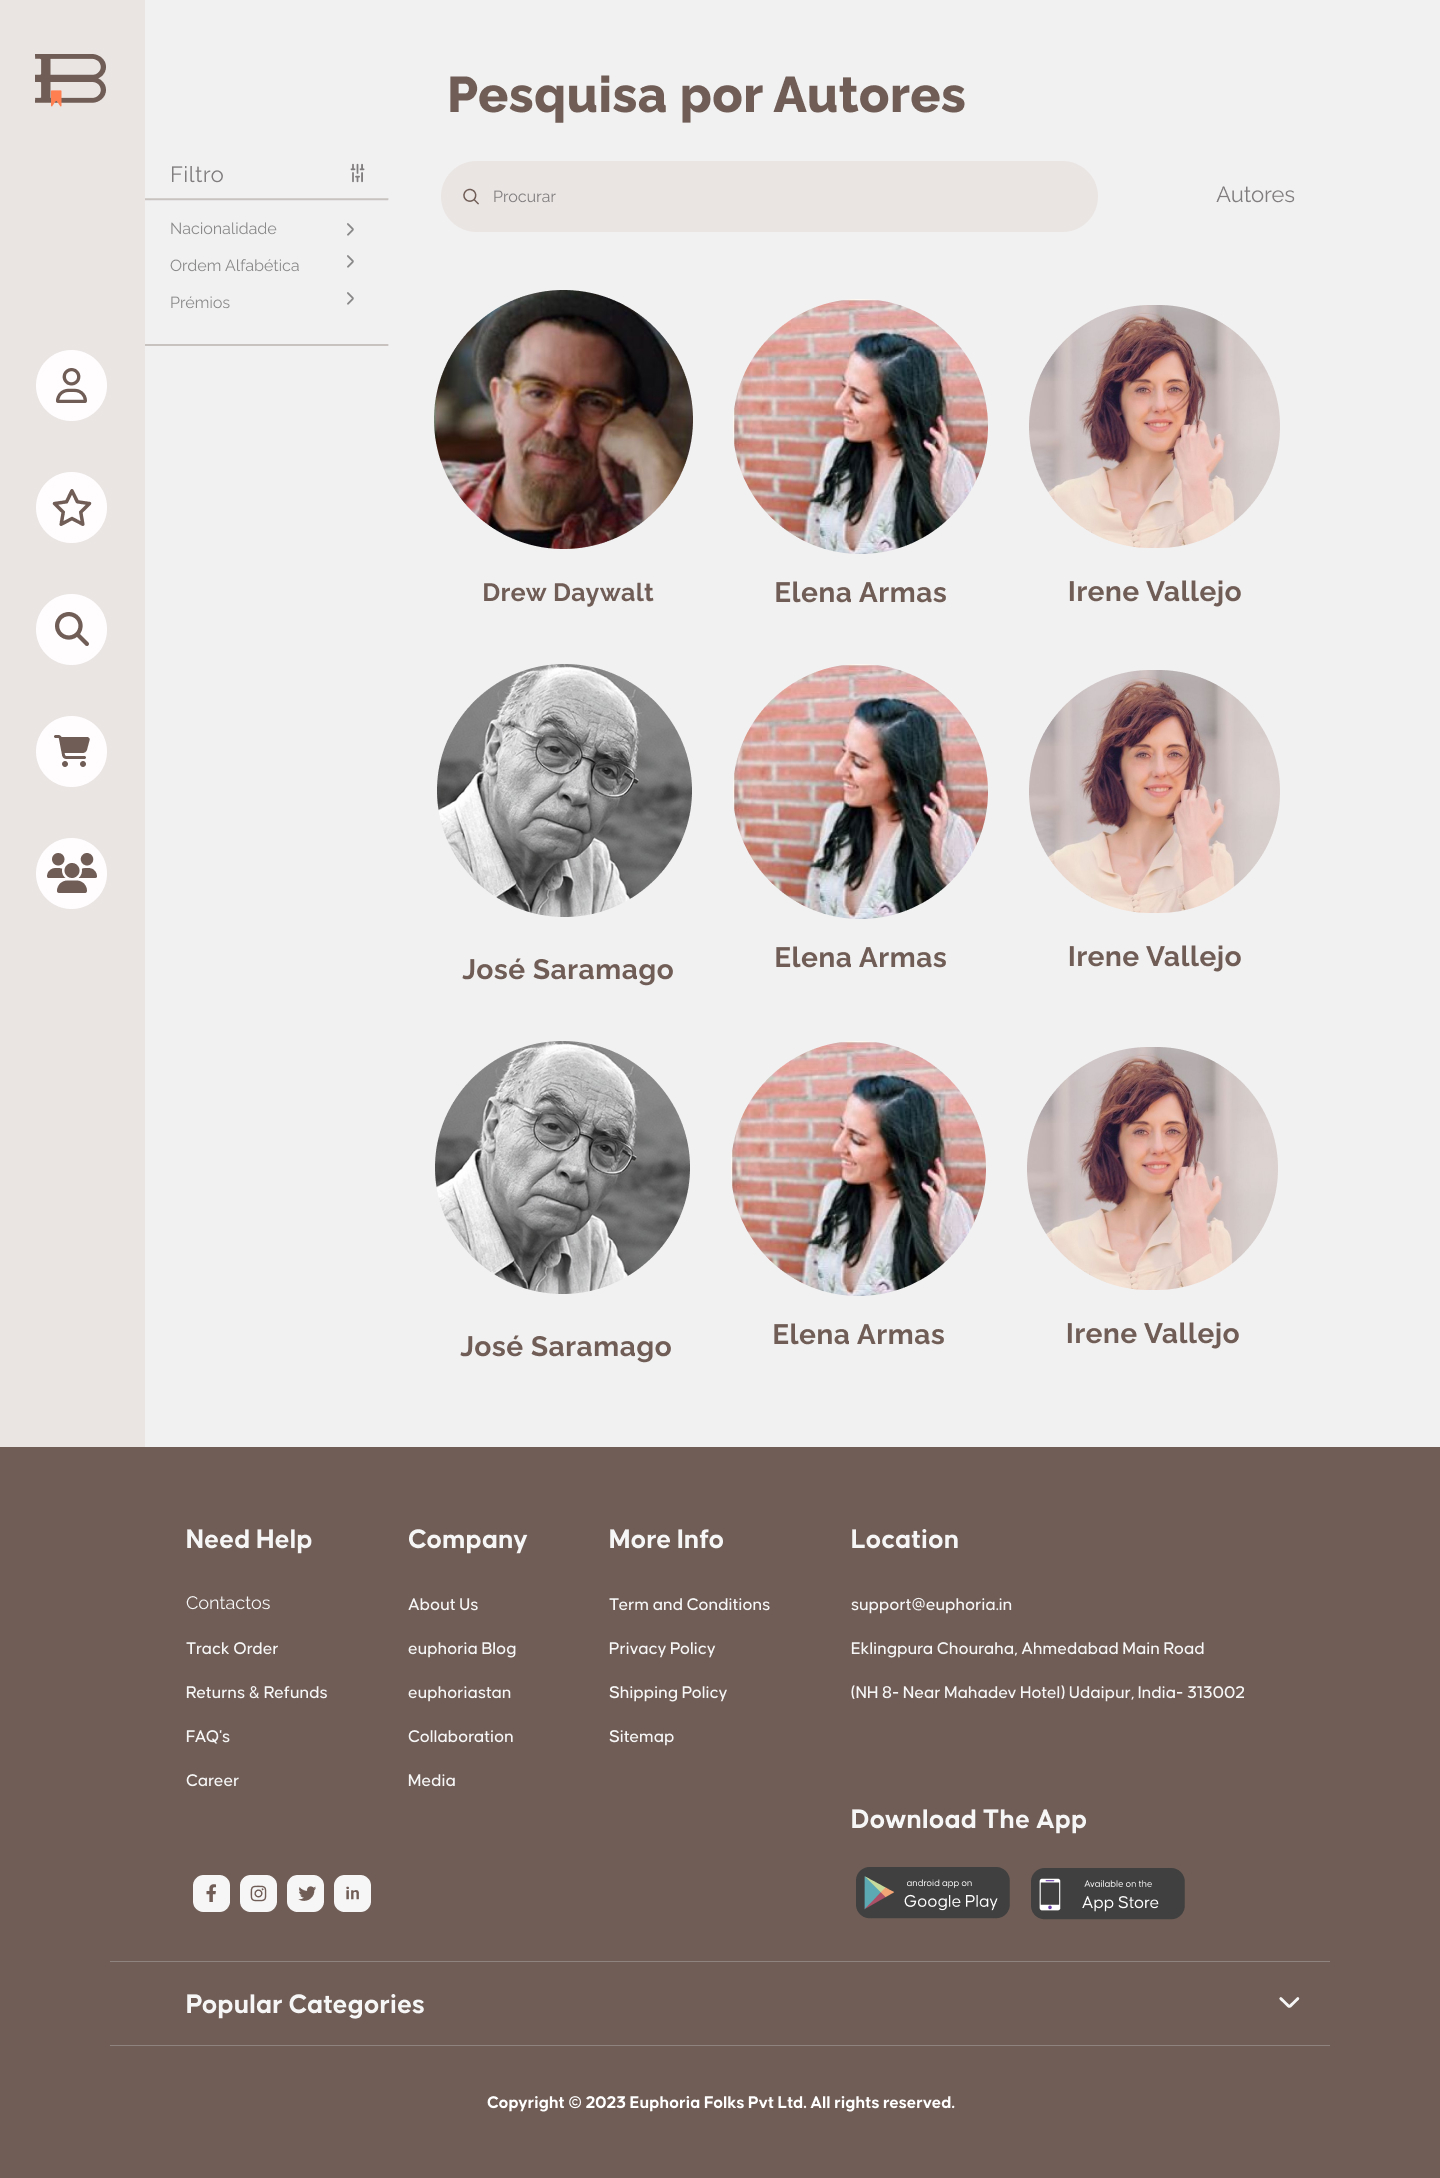 Pesquisa por Autores
Filtro
Procurar
Autores
Nacionalidade
Ordem Alfabética
Prémios
Drew Daywalt
Elena Armas
Irene Vallejo
José Saramago
Elena Armas
Irene Vallejo
José Saramago
Elena Armas
Irene Vallejo
Need Help
Contactos
Track Order
Returns & Refunds
FAQ's
Career
Company
About Us
euphoria Blog
euphoriastan
Collaboration
Media
More Info
Term and Conditions
Privacy Policy
Shipping Policy
Sitemap
Location
support@euphoria.in
Eklingpura Chouraha, Ahmedabad Main Road
(NH 8- Near Mahadev Hotel) Udaipur, India- 313002
Download The App
android app on
Google Play
Available on the
App Store
in
Popular Categories
Copyright © 2023 Euphoria Folks Pvt Ltd. All rights reserved.